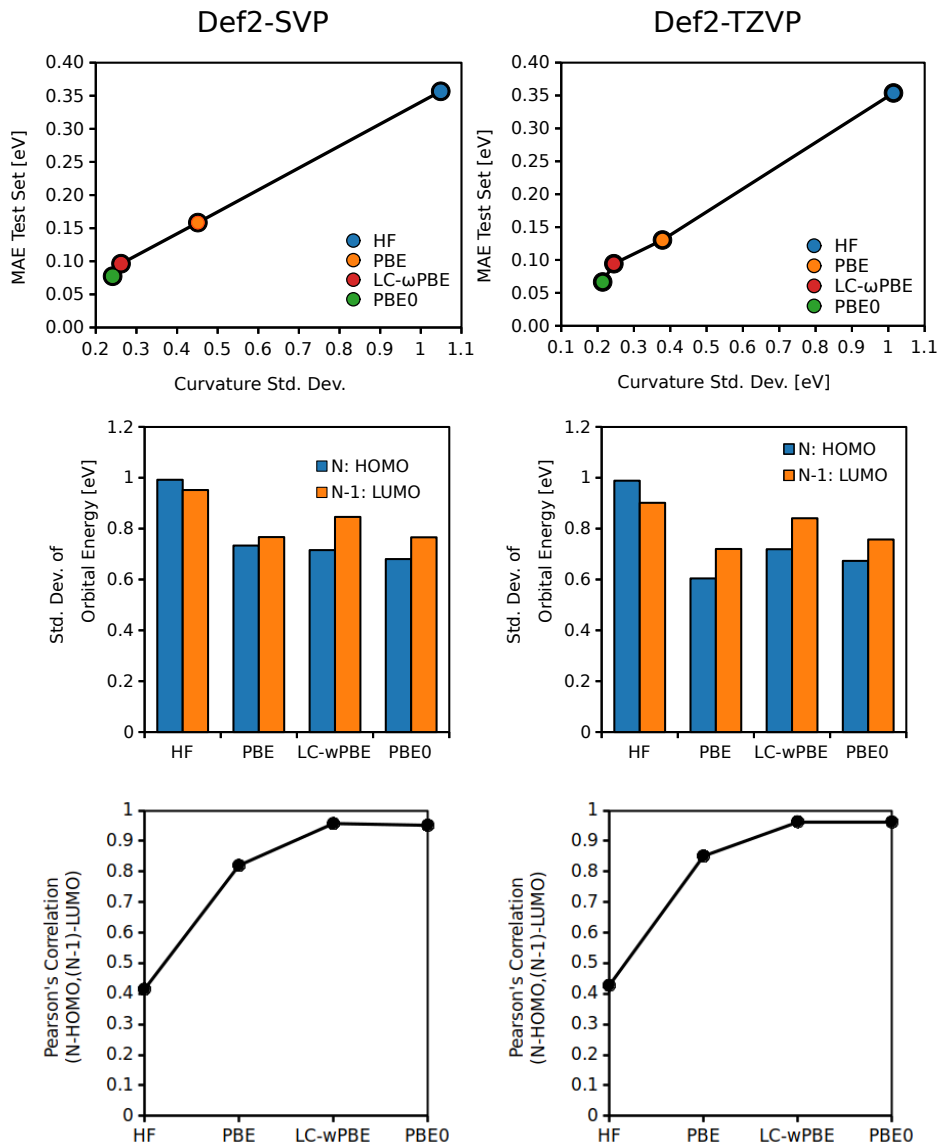 Def2-SVP
Def2-TZVP
MAE Test Set [eV]
0.40
0.35
0.30
0.25
0.20
0.15
0.10
0.05
0.00
HF
PBE
LC-ωPBE
PBE0
0.2 0.3 0.4 0.5 0.6 0.7 0.8 0.9 1 1.1
Curvature Std. Dev.
MAE Test Set [eV]
0.40
0.35
0.30
0.25
0.20
0.15
0.10
0.05
0.00
HF
PBE
LC-ωPBE
PBE0
0.1 0.2 0.3 0.4 0.5 0.6 0.7 0.8 0.9 1 1.1
Curvature Std. Dev. [eV]
Std. Dev. of
Orbital Energy [eV]
1.2
1
0.8
0.6
0.4
0.2
0
N: HOMO
N-1: LUMO
HF PBE LC-wPBE PBE0
Std. Dev. of
Orbital Energy [eV]
1.2
1
0.8
0.6
0.4
0.2
0
N: HOMO
N-1: LUMO
HF PBE LC-wPBE PBE0
Pearson's Correlation
(N-HOMO,(N-1)-LUMO)
1
0.9
0.8
0.7
0.6
0.5
0.4
0.3
0.2
0.1
0
HF PBE LC-wPBE PBE0
Pearson's Correlation
(N-HOMO,(N-1)-LUMO)
1
0.9
0.8
0.7
0.6
0.5
0.4
0.3
0.2
0.1
0
HF PBE LC-wPBE PBE0